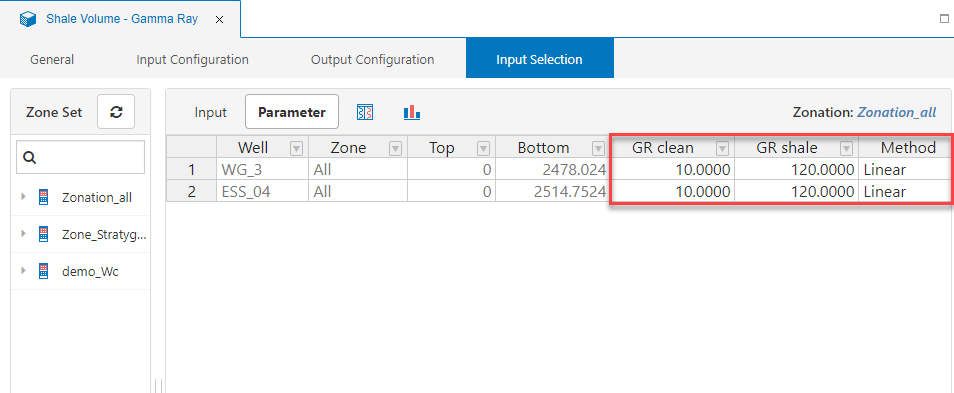 Shale Volume - Gamma Ray
General Input Configuration Output Configuration Input Selection
Zone Set
Zonation_all
Zone_Stratyg...
demo_Wc
Input Parameter Zonation: Zonation_all
Well Zone Top Bottom GR clean GR shale Method
1 WG_3 All 0 2478.024 10.0000 120.0000 Linear
2 ESS_04 All 0 2514.7524 10.0000 120.0000 Linear